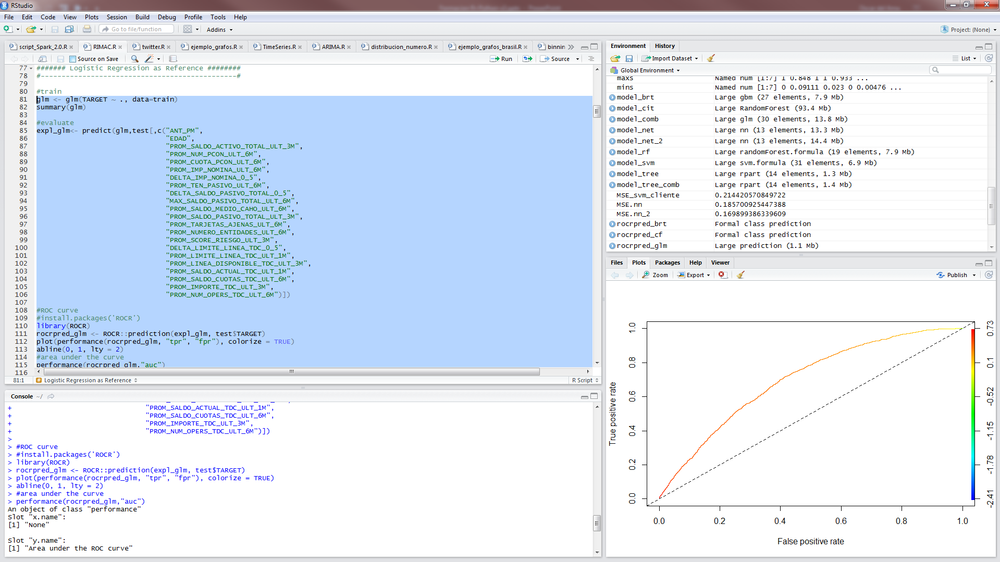 RStudio
File Edit Code View Plots Session Build Debug Profile Tools Help
Go to file/function Addins Project: (None)
script_Spark_2.0.R RIMAC.R twitter.R ejemplo_grafos.R TimeSeries.R ARIMA.R distribucion_numero.R ejemplo_grafos_brasil.R binnin
Source on Save Run Source
77 ####### Logistic Regression as Reference ########
78 #-----------------------------------------------#
79
80 #train
81 glm <- glm(TARGET ~ ., data=train)
82 summary(glm)
83
84 #evaluate
85 expl_glm<- predict(glm,test[,c("ANT_PM",
86 "EDAD",
87 "PROM_SALDO_ACTIVO_TOTAL_ULT_3M",
88 "PROM_NUM_PCON_ULT_6M",
89 "PROM_CUOTA_PCON_ULT_6M",
90 "PROM_IMP_NOMINA_ULT_6M",
91 "DELTA_IMP_NOMINA_0_5",
92 "PROM_TEN_PASIVO_ULT_6M",
93 "DELTA_SALDO_PASIVO_TOTAL_0_5",
94 "MAX_SALDO_PASIVO_TOTAL_ULT_6M",
95 "PROM_SALDO_MEDIO_CAHO_ULT_6M",
96 "PROM_SALDO_PASIVO_TOTAL_ULT_3M",
97 "PROM_TARJETAS_AJENAS_ULT_6M",
98 "PROM_NUMERO_ENTIDADES_ULT_6M",
99 "PROM_SCORE_RIESGO_ULT_3M",
100 "DELTA_LIMITE_LINEA_TDC_0_5",
101 "PROM_LIMITE_LINEA_TDC_ULT_1M",
102 "PROM_LINEA_DISPONIBLE_TDC_ULT_3M",
103 "PROM_SALDO_ACTUAL_TDC_ULT_1M",
104 "PROM_SALDO_CUOTAS_TDC_ULT_6M",
105 "PROM_IMPORTE_TDC_ULT_3M",
106 "PROM_NUM_OPERS_TDC_ULT_6M")])
107
108 #ROC curve
109 #install.packages('ROCR')
110 library(ROCR)
111 rocrpred_glm <- ROCR::prediction(expl_glm, test$TARGET)
112 plot(performance(rocrpred_glm, "tpr", "fpr"), colorize = TRUE)
113 abline(0, 1, lty = 2)
114 #area under the curve
115 performance(rocrpred_glm,"auc")
116
81:1 Logistic Regression as Reference R Script
Console ~/
+ "PROM_SALDO_ACTUAL_TDC_ULT_1M",
+ "PROM_SALDO_CUOTAS_TDC_ULT_6M",
+ "PROM_IMPORTE_TDC_ULT_3M",
+ "PROM_NUM_OPERS_TDC_ULT_6M")])
>
> #ROC curve
> #install.packages('ROCR')
> library(ROCR)
> rocrpred_glm <- ROCR::prediction(expl_glm, test$TARGET)
> plot(performance(rocrpred_glm, "tpr", "fpr"), colorize = TRUE)
> abline(0, 1, lty = 2)
> #area under the curve
> performance(rocrpred_glm,"auc")
An object of class "performance"
Slot "x.name":
[1] "None"

Slot "y.name":
[1] "Area under the ROC curve"
Environment History
Import Dataset List
Global Environment
maxs Named num [1:7] 1 0.848 1 1 0.933 ...
mins Named num [1:7] 0 0.09111 0.023 0 0.00476 ...
model_brt Large gbm (27 elements, 7.9 Mb)
model_cit Large RandomForest (93.4 Mb)
model_comb Large glm (30 elements, 13.8 Mb)
model_net Large nn (13 elements, 13.3 Mb)
model_net_2 Large nn (13 elements, 14.4 Mb)
model_rf Large randomForest.formula (19 elements, 7.9 Mb)
model_svm Large svm.formula (31 elements, 6.9 Mb)
model_tree Large rpart (14 elements, 1.3 Mb)
model_tree_comb Large rpart (14 elements, 1.4 Mb)
MSE_svm_cliente 0.214420570849722
MSE.nn 0.185700925447388
MSE.nn_2 0.169899386339609
rocrpred_brt Formal class prediction
rocrpred_cf Formal class prediction
rocrpred_glm Large prediction (1.1 Mb)
Files Plots Packages Help Viewer
Zoom Export Publish
True positive rate
1.0
0.8
0.6
0.4
0.2
0.0
0.73
0.1
-0.52
-1.15
-1.78
-2.41
0.0 0.2 0.4 0.6 0.8 1.0
False positive rate